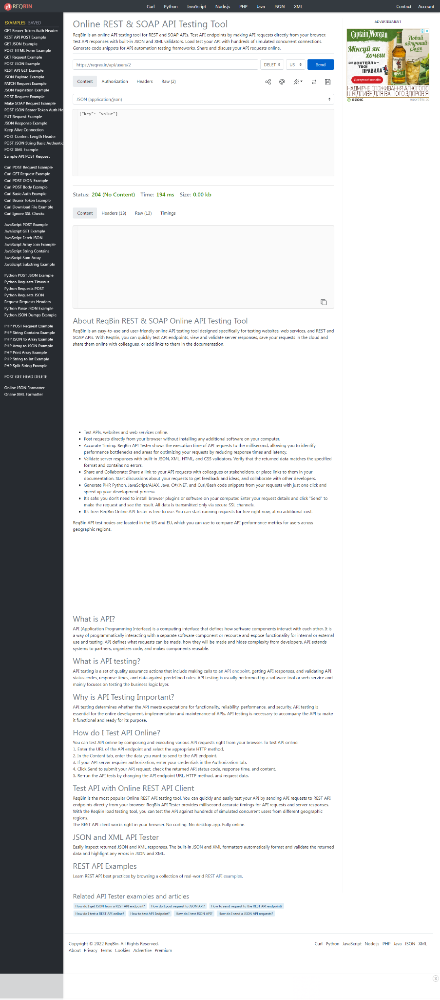 REQBIN
Curl Python JavaScript Node.js PHP Java JSON XML
Contact Account
EXAMPLES SAVED
GET Bearer Token Auth Header
REST API POST Example
GET JSON Example
POST HTML Form Example
GET Request Example
POST JSON Example
REST API GET Example
JSON Payload Example
PATCH Request Example
JSON Pagination Example
POST Request Example
Make SOAP Request Example
POST JSON Bearer Token Auth He
PUT Request Example
JSON Response Example
Keep Alive Connection
POST Content Length Header
POST JSON String Basic Authentic
POST XML Example
Sample API POST Request
Curl POST Request Example
Curl GET Request Example
Curl POST JSON Example
Curl POST Body Example
Curl Basic Auth Example
Curl Bearer Token Example
Curl Download File Example
Curl Ignore SSL Checks
JavaScript POST Example
JavaScript GET Example
JavaScript Fetch JSON
JavaScript Array Join Example
JavaScript String Contains
JavaScript Sum Array
JavaScript Substring Example
Python POST JSON Example
Python Requests Timeout
Python Requests POST
Python Requests JSON
Request Requests Headers
Python Parse JSON Example
Python JSON Dumps Example
PHP POST Request Example
PHP String Contains Example
PHP JSON to Array Example
PHP Array to JSON Example
PHP Print Array Example
PHP String to Int Example
PHP Split String Example
POST GET HEAD DELETE
Online JSON Formatter
Online XML Formatter
Online REST & SOAP API Testing Tool
ReqBin is an online API testing tool for REST and SOAP APIs. Test API endpoints by making API requests directly from your browser.
Test API responses with built-in JSON and XML validators. Load test your API with hundreds of simulated concurrent connections.
Generate code snippets for API automation testing frameworks. Share and discuss your API requests online.
https://reqres.in/api/users/2
DELET
US
Send
Content Authorization Headers Raw (2)
JSON (application/json)
{"key": "value"}
Status: 204 (No Content) Time: 194 ms Size: 0.00 kb
Content Headers (13) Raw (13) Timings
About ReqBin REST & SOAP Online API Testing Tool
ReqBin is an easy-to-use and user-friendly online API testing tool designed specifically for testing websites, web services, and REST and
SOAP APIs. With ReqBin, you can quickly test API endpoints, view and validate server responses, save your requests in the cloud and
share them online with colleagues, or add links to them in the documentation.
• Test APIs, websites and web services online.
• Post requests directly from your browser without installing any additional software on your computer.
• Accurate Timing: ReqBin API Tester shows the execution time of API requests to the millisecond, allowing you to identify
performance bottlenecks and areas for optimizing your requests by reducing response times and latency.
• Validate server responses with built-in JSON, XML, HTML, and CSS validators. Verify that the returned data matches the specified
format and contains no errors.
• Share and Collaborate: Share a link to your API requests with colleagues or stakeholders, or place links to them in your
documentation. Start discussions about your requests to get feedback and ideas, and collaborate with other developers.
• Generate PHP, Python, JavaScript/AJAX, Java, C#/.NET, and Curl/Bash code snippets from your requests with just one click and
speed up your development process.
• It's safe: you don't need to install browser plugins or software on your computer. Enter your request details and click "Send" to
make the request and see the result. All data is transmitted only via secure SSL channels.
• It's free: ReqBin Online API Tester is free to use. You can start running requests for free right now, at no additional cost.
ReqBin API test nodes are located in the US and EU, which you can use to compare API performance metrics for users across
geographic regions.
What is API?
API (Application Programming Interface) is a computing interface that defines how software components interact with each other. It is
a way of programmatically interacting with a separate software component or resource and expose functionality for internal or external
use and testing. API defines what requests can be made, how they will be made and hides complexity from developers. API extends
systems to partners, organizes code, and makes components reusable.
What is API testing?
API testing is a set of quality assurance actions that include making calls to an API endpoint, getting API responses, and validating API
status codes, response times, and data against predefined rules. API testing is usually performed by a software tool or web service and
mainly focuses on testing the business logic layer.
Why is API Testing Important?
API testing determines whether the API meets expectations for functionality, reliability, performance, and security. API testing is
essential for the entire development, implementation and maintenance of APIs. API testing is necessary to accompany the API to make
it functional and ready for its purpose.
How do I Test API Online?
You can test API online by composing and executing various API requests right from your browser. To test API online:
1. Enter the URL of the API endpoint and select the appropriate HTTP method.
2. In the Content tab, enter the data you want to send to the API endpoint.
3. If your API server requires authorization, enter your credentials in the Authorization tab.
4. Click Send to submit your API request, check the returned API status code, response time, and content.
5. Re-run the API tests by changing the API endpoint URL, HTTP method, and request data.
Test API with Online REST API Client
ReqBin is the most popular Online REST API testing tool. You can quickly and easily test your API by sending API requests to REST API
endpoints directly from your browser. ReqBin API Tester provides millisecond accurate timings for API requests and server responses.
With the ReqBin load testing tool, you can test the API against hundreds of simulated concurrent users from different geographic
regions.
The REST API client works right in your browser. No coding. No desktop app. Fully online.
JSON and XML API Tester
Easily inspect returned JSON and XML responses. The built-in JSON and XML formatters automatically format and validate the returned
data and highlight any errors in JSON and XML.
REST API Examples
Learn REST API best practices by browsing a collection of real-world REST API examples.
Related API Tester examples and articles
How do I get JSON from a REST API endpoint? How do I post request to JSON API? How to send request to the REST API endpoint?
How do I test a REST API online? How to test API Endpoint? How do I test JSON API? How do I send a JSON API requests?
ADVERTISEMENT
Captain Morgan
Новий
яблучний
смак
Міксуй як
хочеш
КОКТЕЙЛЬ–
ТВОЇ
ПРАВИЛА
Доступний онлайн
APPLE
НАДМІРНЕ СПОЖИВАННЯ АЛКОГОЛЮ
ШКІДЛИВЕ ДЛЯ ВАШОГО ЗДОРОВ'Я
ezoic
report this ad
Copyright © 2022 ReqBin. All Rights Reserved.
About Privacy Terms Cookies Advertise Premium
Curl Python JavaScript Node.js PHP Java JSON XML
X